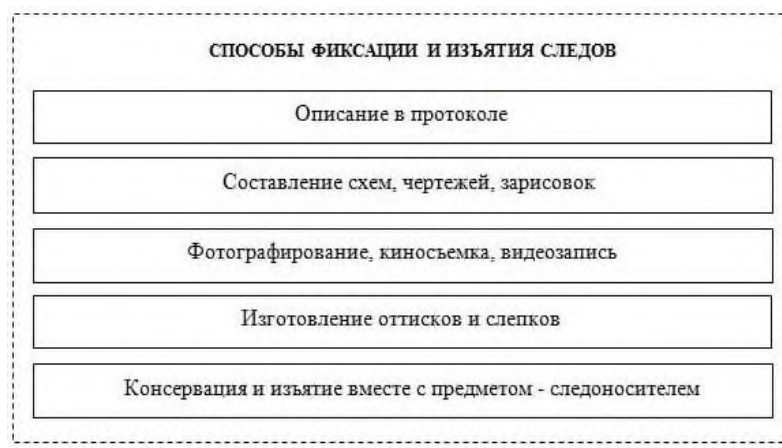 СПОСОБЫ ФИКСАЦИИ И ИЗЪЯТИЯ СЛЕДОВ
Описание в протоколе
Составление схем, чертежей, зарисовок
Фотографирование, киносъемка, видеозапись
Изготовление оттисков и слепков
Консервация и изъятие вместе с предметом - следоносителем